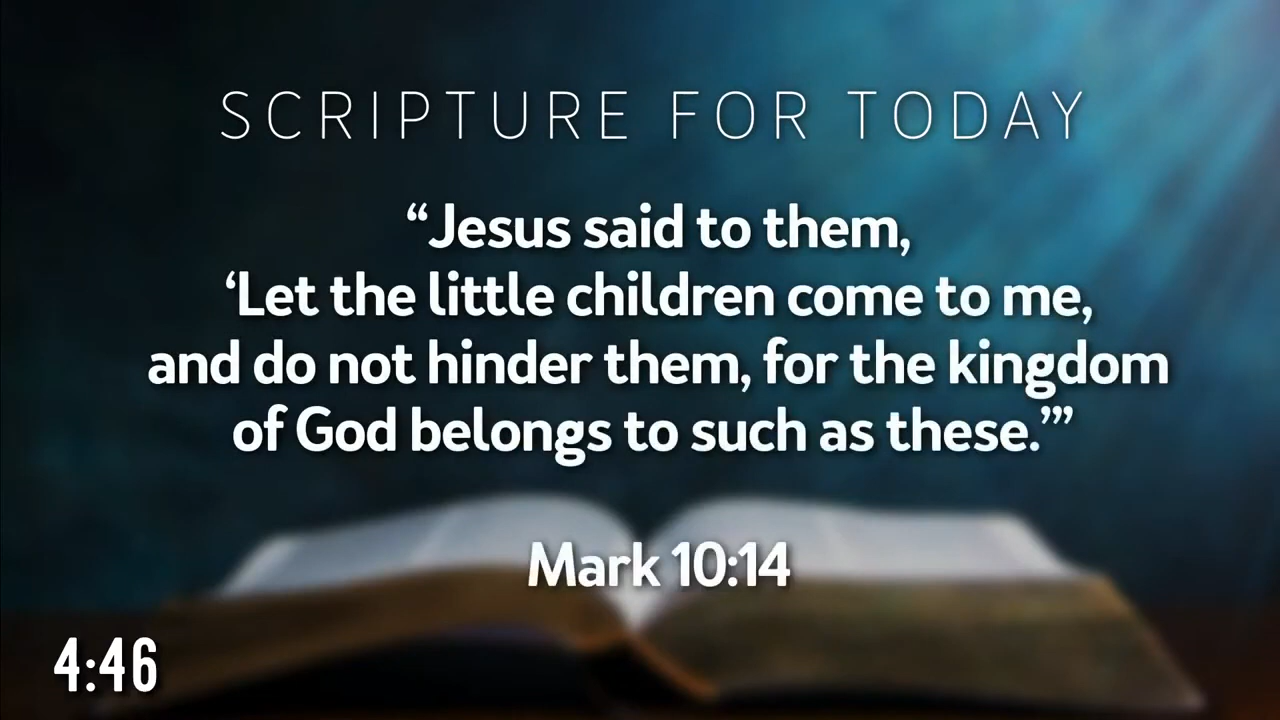 SCRIPTURE FOR TODAY
“Jesus said to them,
‘Let the little children come to me,
and do not hinder them, for the kingdom
of God belongs to such as these.’”
Mark 10:14
4:46